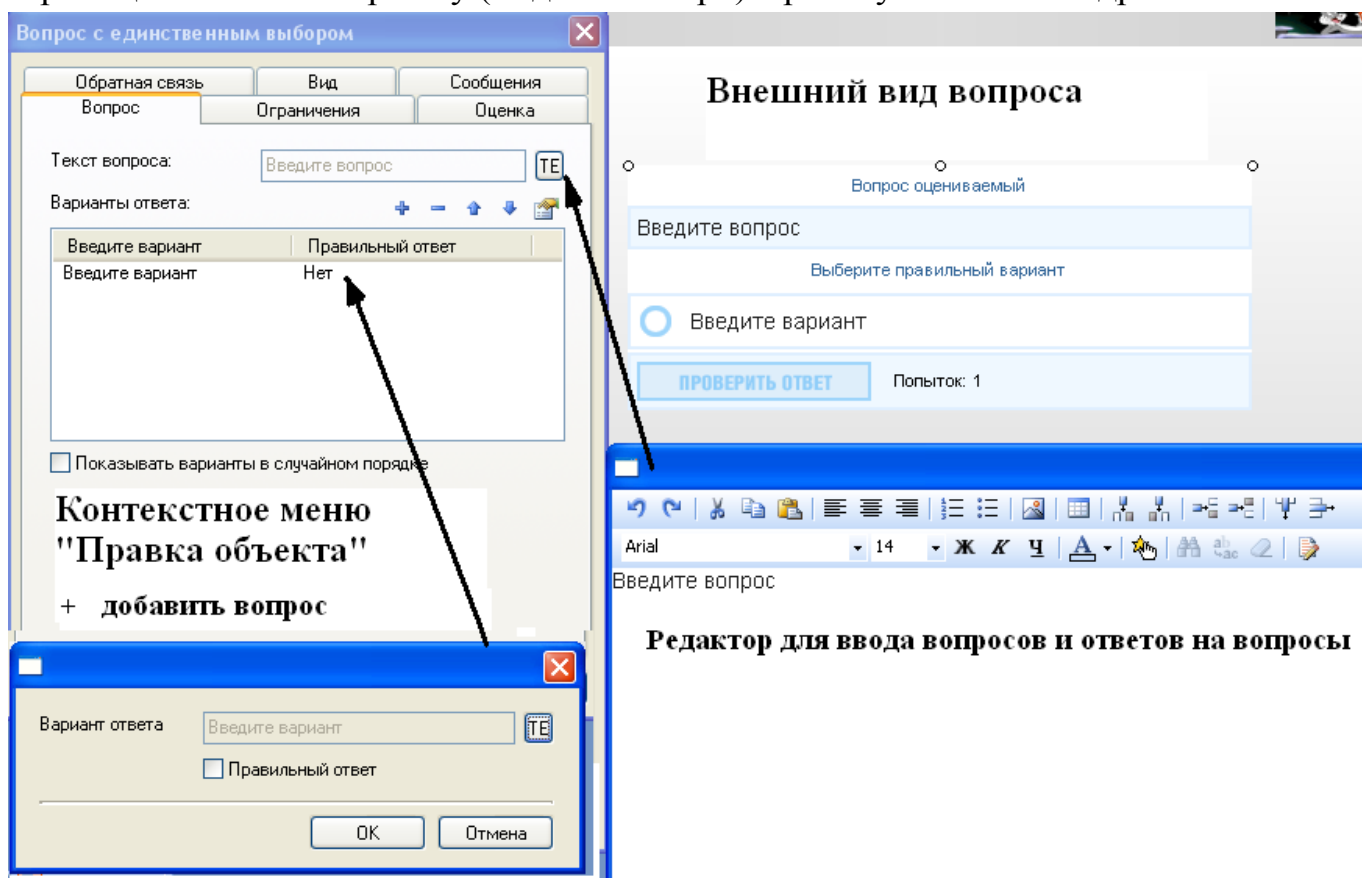 Вопрос с единственным выбором
Обратная связь
Вид
Сообщения
Вопрос
Ограничения
Оценка
Текст вопроса:
Введите вопрос
TE
Варианты ответа:
Введите вариант
Правильный ответ
Введите вариант
Нет
Показывать варианты в случайном порядке
Контекстное меню
"Правка объекта"
+ добавить вопрос
Вариант ответа
Введите вариант
TE
Правильный ответ
OK
Отмена
Внешний вид вопроса
Вопрос оцениваемый
Введите вопрос
Выберите правильный вариант
Введите вариант
ПРОВЕРИТЬ ОТВЕТ
Попыток: 1
Arial
14
Ж К Ч A
Введите вопрос
Редактор для ввода вопросов и ответов на вопросы